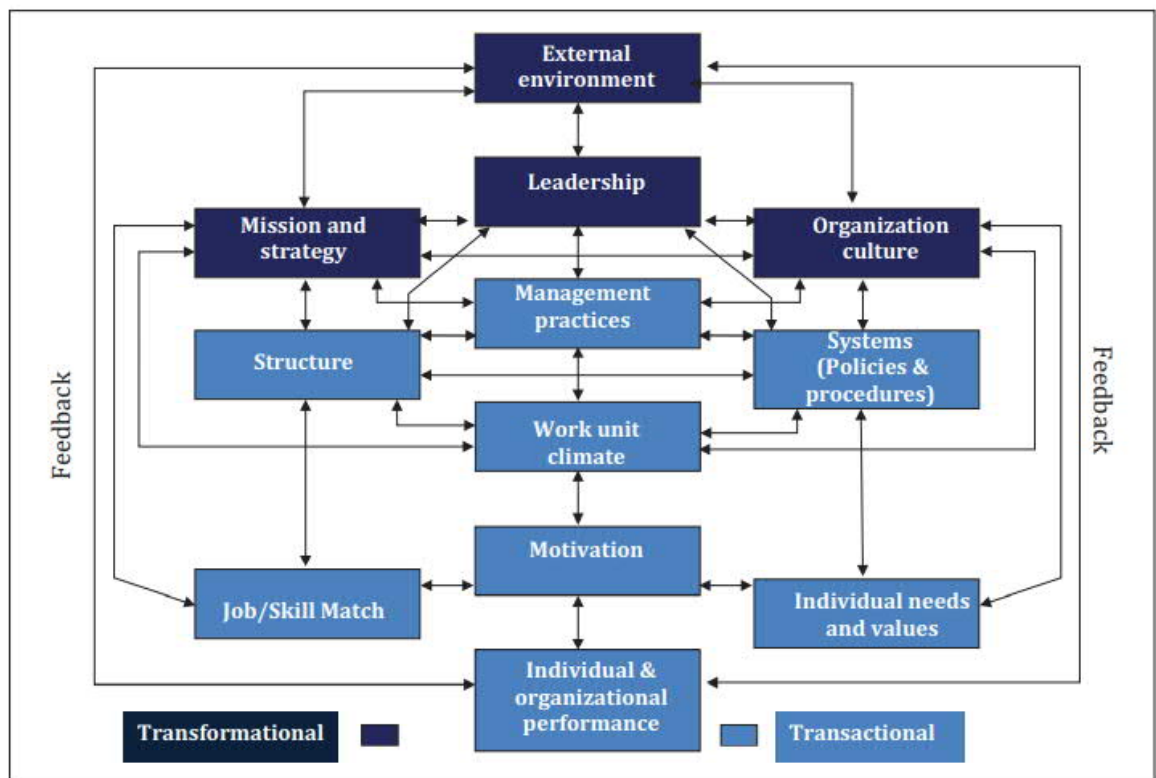 External
environment
Leadership
Mission and
strategy
Organization
culture
Management
practices
Structure
Systems
(Policies &
procedures)
Feedback
Feedback
Work unit
climate
Motivation
Job/Skill Match
Individual needs
and values
Individual &
organizational
performance
Transformational
Transactional